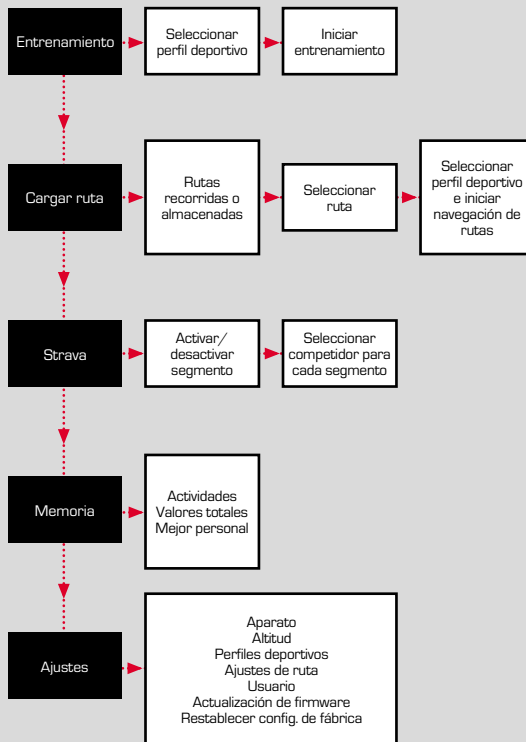 Entrenamiento
Seleccionar
perfil deportivo
Iniciar
entrenamiento
Cargar ruta
Rutas
recorridas o
almacenadas
Seleccionar
ruta
Seleccionar
perfil deportivo
e iniciar
navegación de
rutas
Strava
Activar/
desactivar
segmento
Seleccionar
competidor para
cada segmento
Memoria
Actividades
Valores totales
Mejor personal
Ajustes
Aparato
Altitud
Perfiles deportivos
Ajustes de ruta
Usuario
Actualización de firmware
Restablecer config. de fábrica